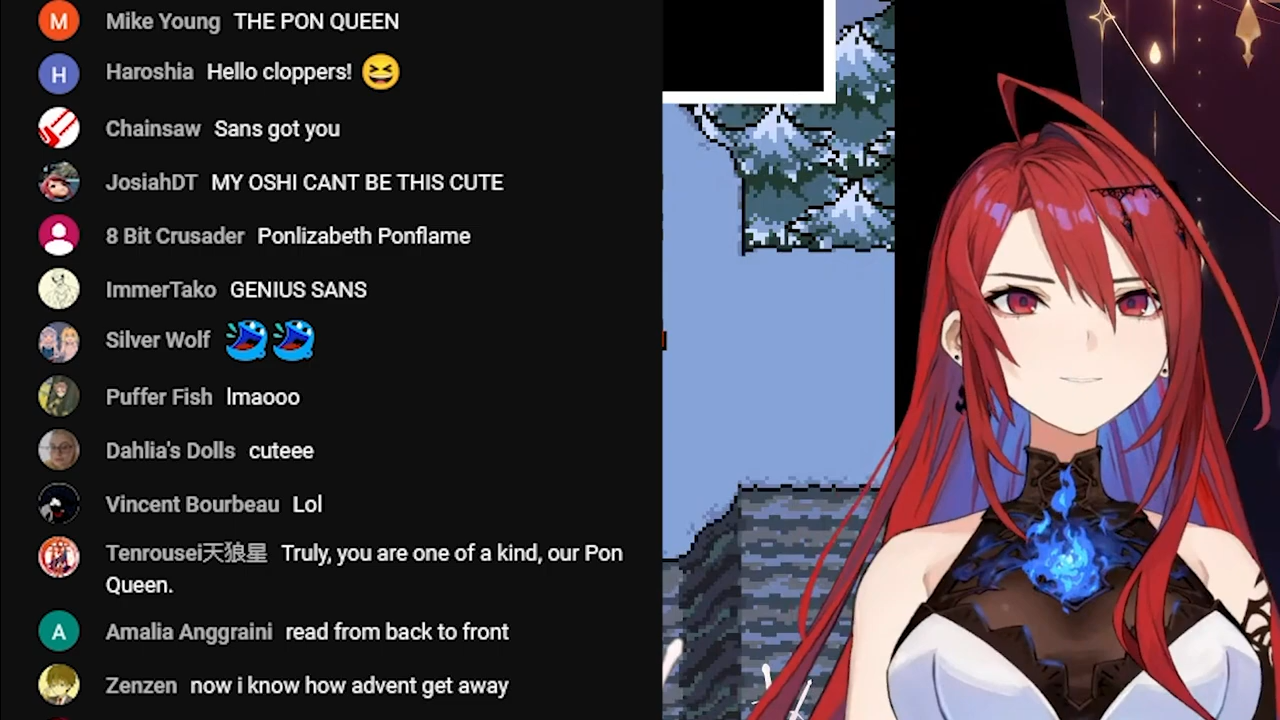 M Mike Young THE PON QUEEN
H Haroshia Hello cloppers!
Chainsaw Sans got you
JosiahDT MY OSHI CANT BE THIS CUTE
8 Bit Crusader Ponlizabeth Ponflame
ImmerTako GENIUS SANS
Silver Wolf
Puffer Fish lmaooo
Dahlia's Dolls cuteee
Vincent Bourbeau Lol
Tenrousei天狼星 Truly, you are one of a kind, our Pon
Queen.
A Amalia Anggraini read from back to front
Zenzen now i know how advent get away